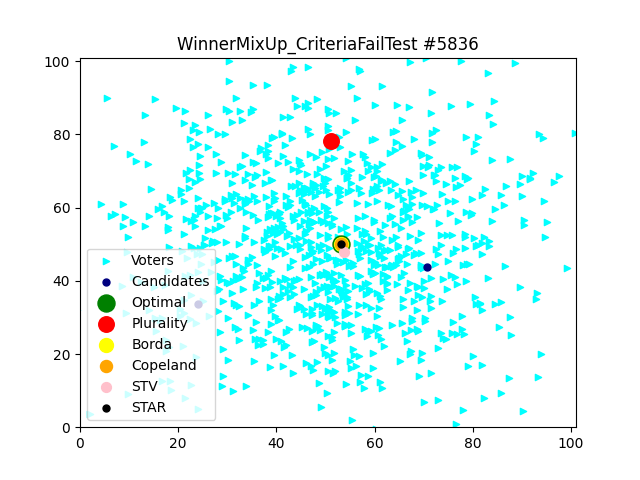 WinnerMixUp_CriteriaFailTest #5836
100
80
60
40
20
0
0 20 40 60 80 100
Voters
Candidates
Optimal
Plurality
Borda
Copeland
STV
STAR